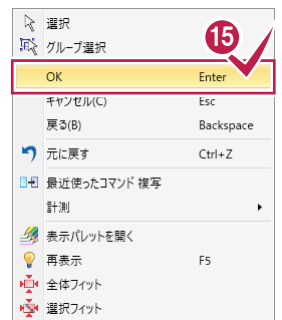 選択
グループ選択
15
OK Enter
キャンセル(C) Esc
戻る(B) Backspace
元に戻す Ctrl+Z
最近使ったコマンド 複写
計測
表示パレットを開く
再表示 F5
全体フィット
選択フィット